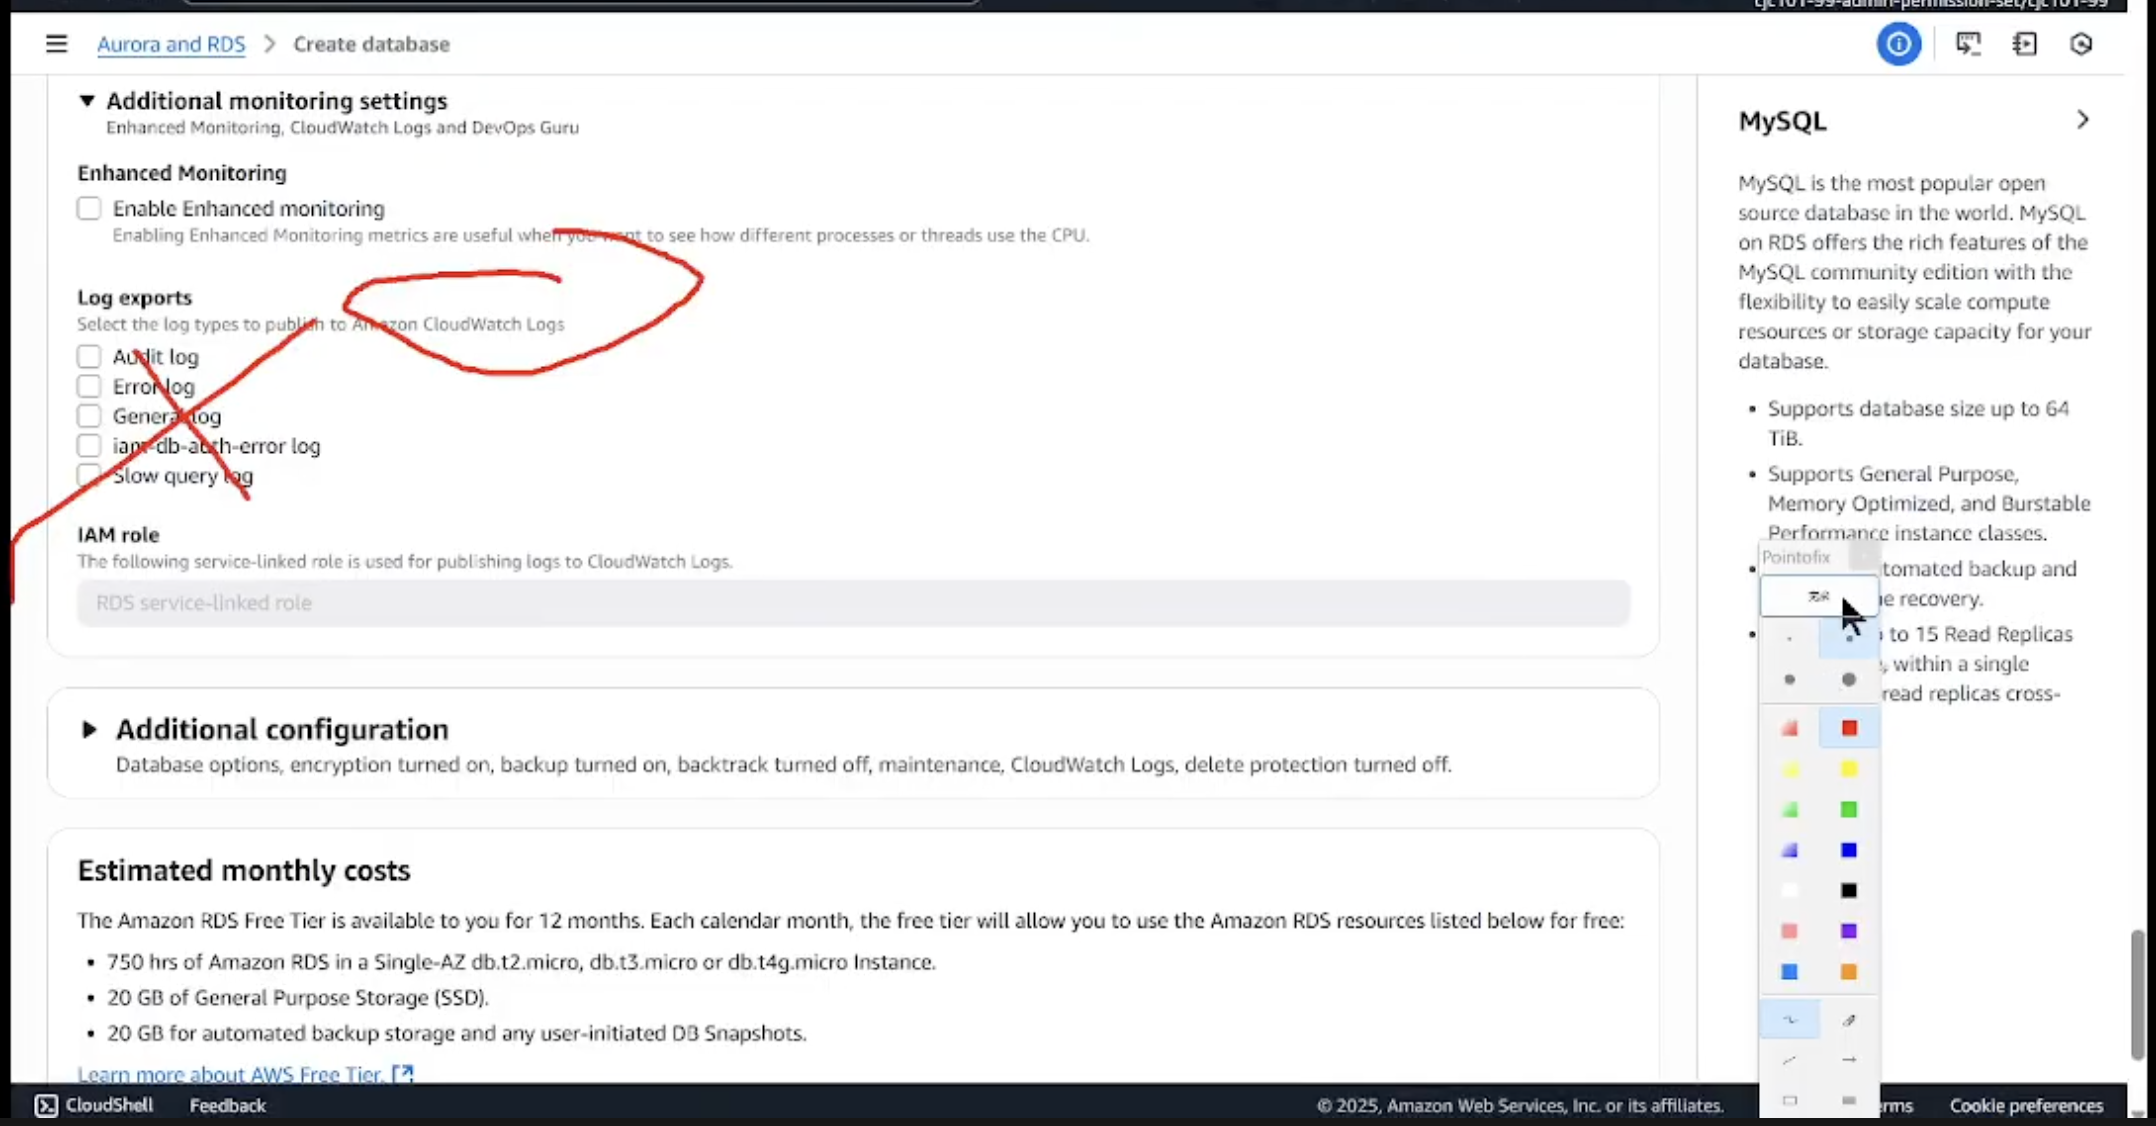 Aurora and RDS > Create database
Additional monitoring settings
Enhanced Monitoring, CloudWatch Logs and DevOps Guru
Enhanced Monitoring
Enable Enhanced monitoring
Enabling Enhanced Monitoring metrics are useful when you want to see how different processes or threads use the CPU.
Log exports
Select the log types to publish to Amazon CloudWatch Logs
Audit log
Error log
General log
iam-db-auth-error log
Slow query log
IAM role
The following service-linked role is used for publishing logs to CloudWatch Logs.
RDS service-linked role
Additional configuration
Database options, encryption turned on, backup turned on, backtrack turned off, maintenance, CloudWatch Logs, delete protection turned off.
Estimated monthly costs
The Amazon RDS Free Tier is available to you for 12 months. Each calendar month, the free tier will allow you to use the Amazon RDS resources listed below for free:
• 750 hrs of Amazon RDS in a Single-AZ db.t2.micro, db.t3.micro or db.t4g.micro Instance.
• 20 GB of General Purpose Storage (SSD).
• 20 GB for automated backup storage and any user-initiated DB Snapshots.
Learn more about AWS Free Tier.
MySQL
MySQL is the most popular open
source database in the world. MySQL
on RDS offers the rich features of the
MySQL community edition with the
flexibility to easily scale compute
resources or storage capacity for your
database.
• Supports database size up to 64
TiB.
• Supports General Purpose,
Memory Optimized, and Burstable
Performance instance classes.
Pointofix
tomated backup and
recovery.
to 15 Read Replicas
, within a single
read replicas cross-
CloudShell Feedback
© 2025, Amazon Web Services, Inc. or its affiliates.
Cookie preferences